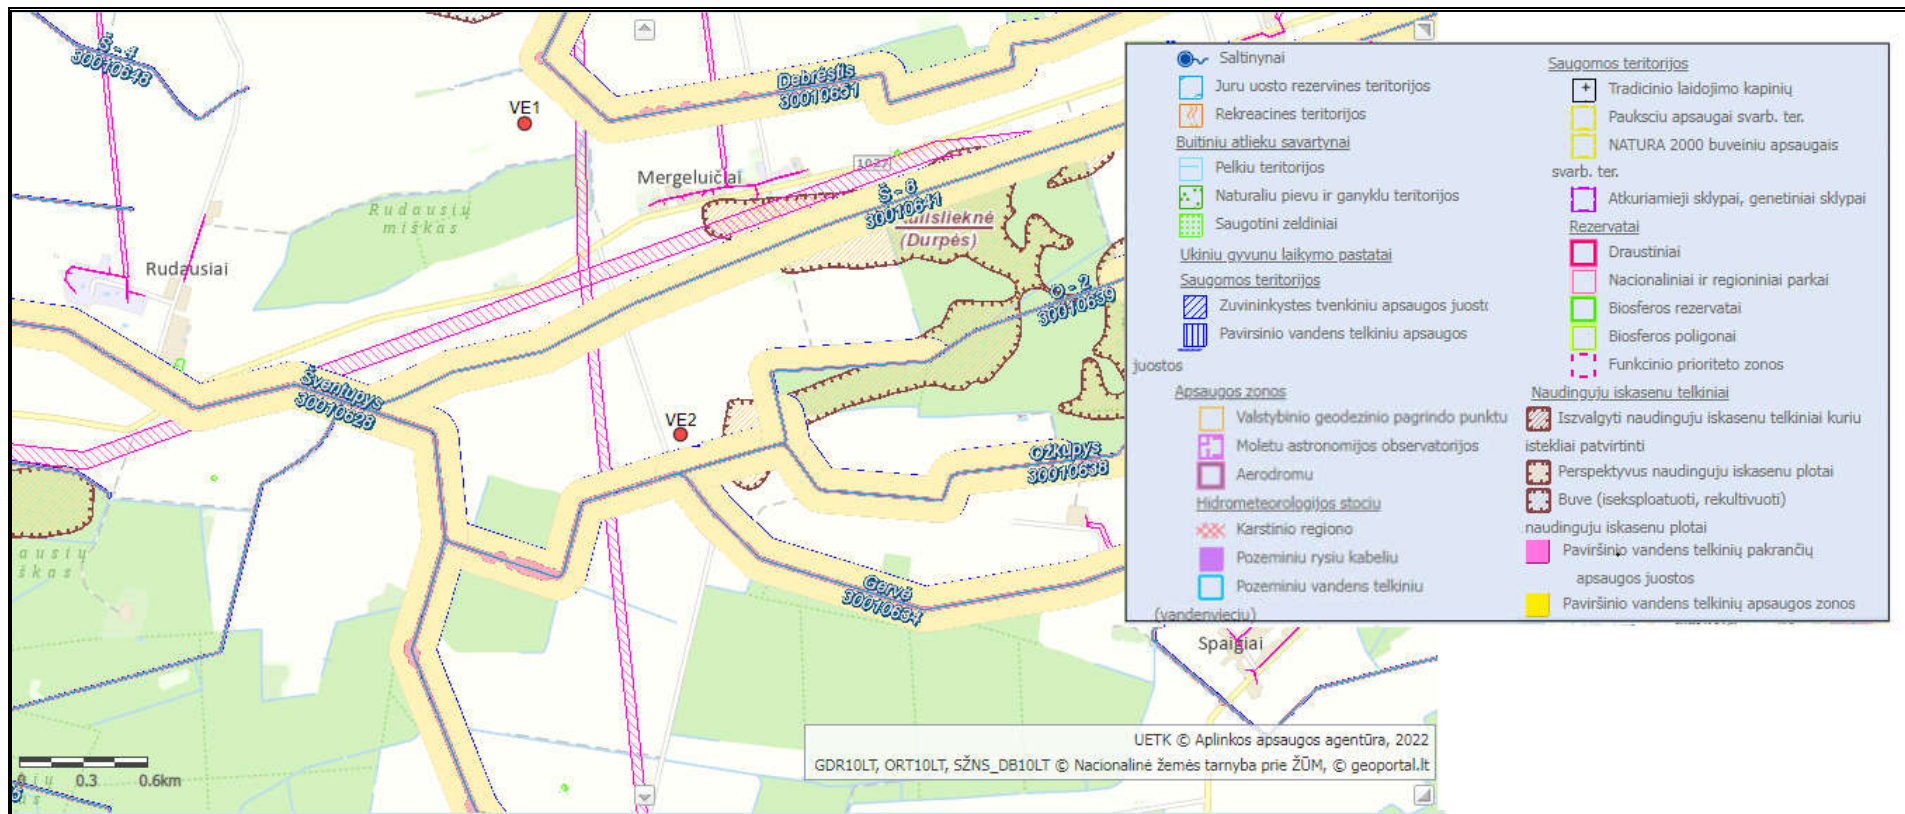 Š - 4
30010648
VE1
Dabrėstis
30010651
1027
Mergeluičiai
Š - 6
30010641
(Durpės)
Rudausių
miškas
Rudausiai
O - 2
30010639
Šventupys
30010628
VE2
Ožkupys
30010638
Gervė
30010634
Spaigiai
0 0.3 0.6km
UETK © Aplinkos apsaugos agentūra, 2022
GDR10LT, ORT10LT, SŽNS_DB10LT © Nacionalinė žemės tarnyba prie ŽŪM, © geoportal.lt
Saltinynai
Juru uosto rezervines teritorijos
Rekreacines teritorijos
Buitiniu atlieku savartynai
Pelkiu teritorijos
Naturaliu pievu ir ganyklu teritorijos
Saugotini zeldiniai
Ukiniu gyvunu laikymo pastatai
Saugomos teritorijos
Zuvininkystes tvenkiniu apsaugos juosto
Pavirsinio vandens telkiniu apsaugos
juostos
Apsaugos zonos
Valstybinio geodezinio pagrindo punktu
Moletu astronomijos observatorijos
Aerodromu
Hidrometeorologijos stociu
Karstinio regiono
Pozeminiu rysiu kabeliu
Pozeminiu vandens telkiniu
(vandenvieciu)
Saugomos teritorijos
Tradicinio laidojimo kapinių
Pauksciu apsaugai svarb. ter.
NATURA 2000 buveiniu apsaugais
svarb. ter.
Atkuriamieji sklypai, genetiniai sklypai
Rezervatai
Draustiniai
Nacionaliniai ir regioniniai parkai
Biosferos rezervatai
Biosferos poligonai
Funkcinio prioriteto zonos
Naudinguju iskasenu telkiniai
Iszvalgyti naudinguju iskasenu telkiniai kuriu
istekliai patvirtinti
Perspektyvus naudinguju iskasenu plotai
Buve (iseksploatuoti, rekultivuoti)
naudinguju iskasenu plotai
Paviršinio vandens telkinių pakrančių
apsaugos juostos
Paviršinio vandens telkinių apsaugos zonos